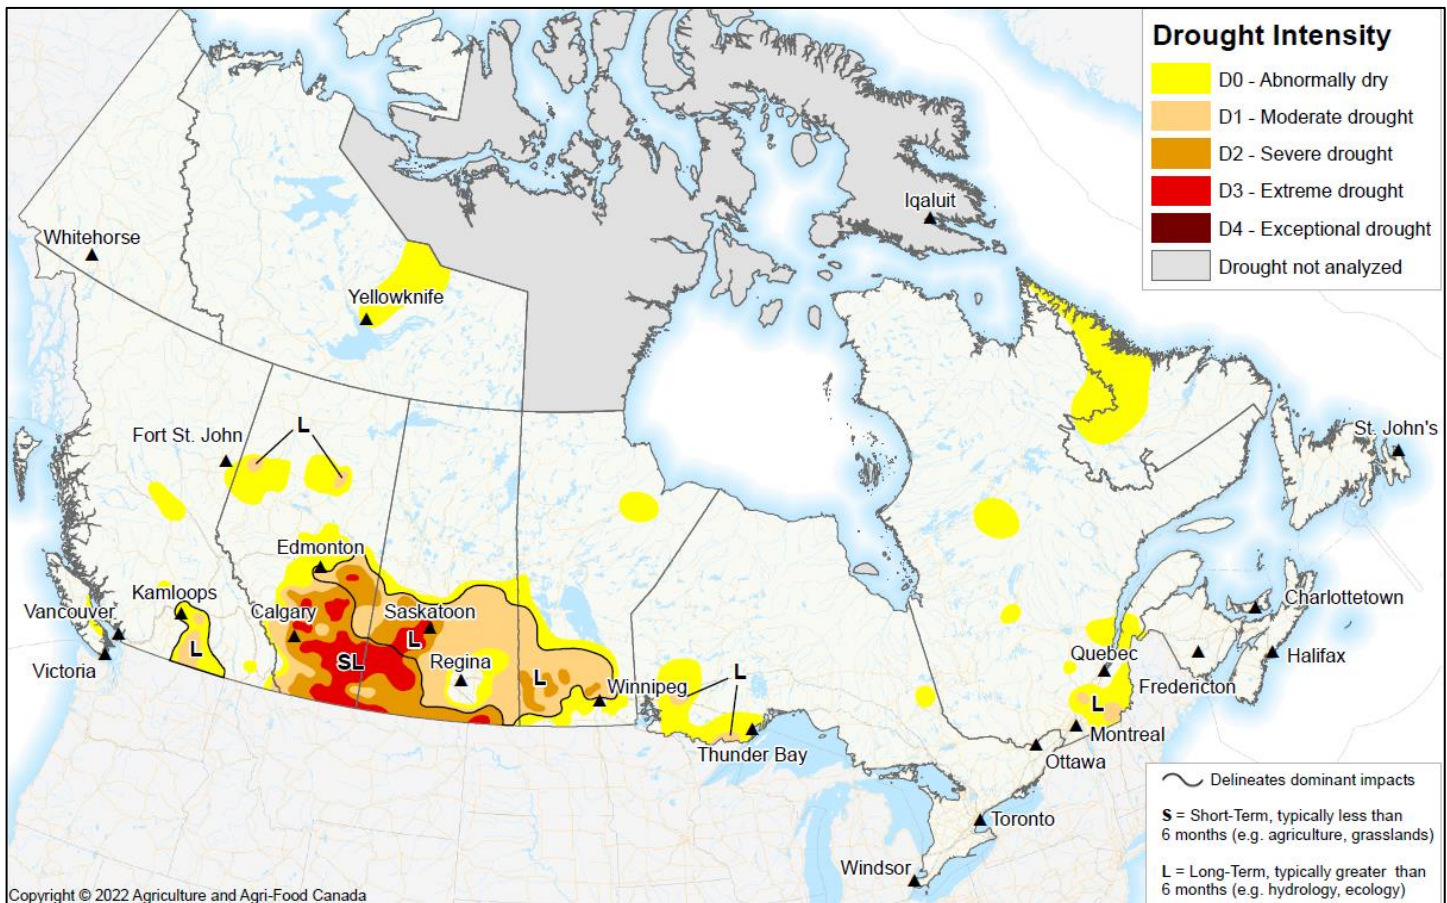 Drought Intensity
D0 - Abnormally dry
D1 - Moderate drought
D2 - Severe drought
D3 - Extreme drought
D4 - Exceptional drought
Drought not analyzed
Iqaluit
Whitehorse
Yellowknife
L
Fort St. John
St. John's
Edmonton
Kamloops
Charlottetown
Vancouver
Calgary
Saskatoon
L
L
Quebec
Halifax
Victoria
SL
Regina
L
Winnipeg
L
Fredericton
L
Montreal
Thunder Bay
Ottawa
Toronto
Windsor
Delineates dominant impacts
S = Short-Term, typically less than
6 months (e.g. agriculture, grasslands)
L = Long-Term, typically greater than
6 months (e.g. hydrology, ecology)
Copyright © 2022 Agriculture and Agri-Food Canada